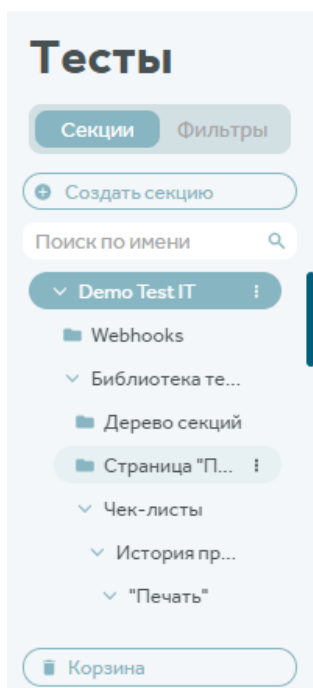 Тесты
Секции Фильтры
Создать секцию
Поиск по имени
Demo Test IT
Webhooks
Библиотека те...
Дерево секций
Страница "П...
Чек-листы
История пр...
"Печать"
Корзина